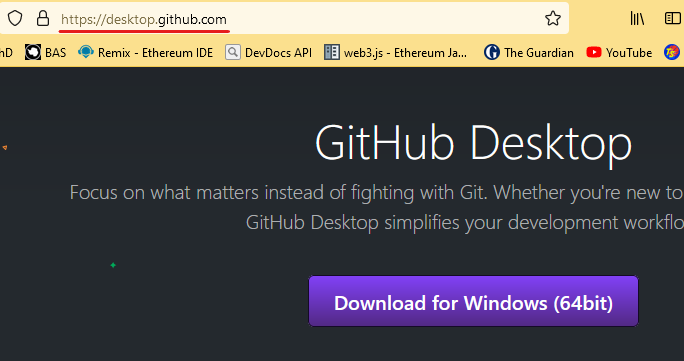 https://desktop.github.com
hD BAS Remix - Ethereum IDE DevDocs API web3.js - Ethereum Ja... The Guardian YouTube
GitHub Desktop
Focus on what matters instead of fighting with Git. Whether you're new to
GitHub Desktop simplifies your development workflo
Download for Windows (64bit)